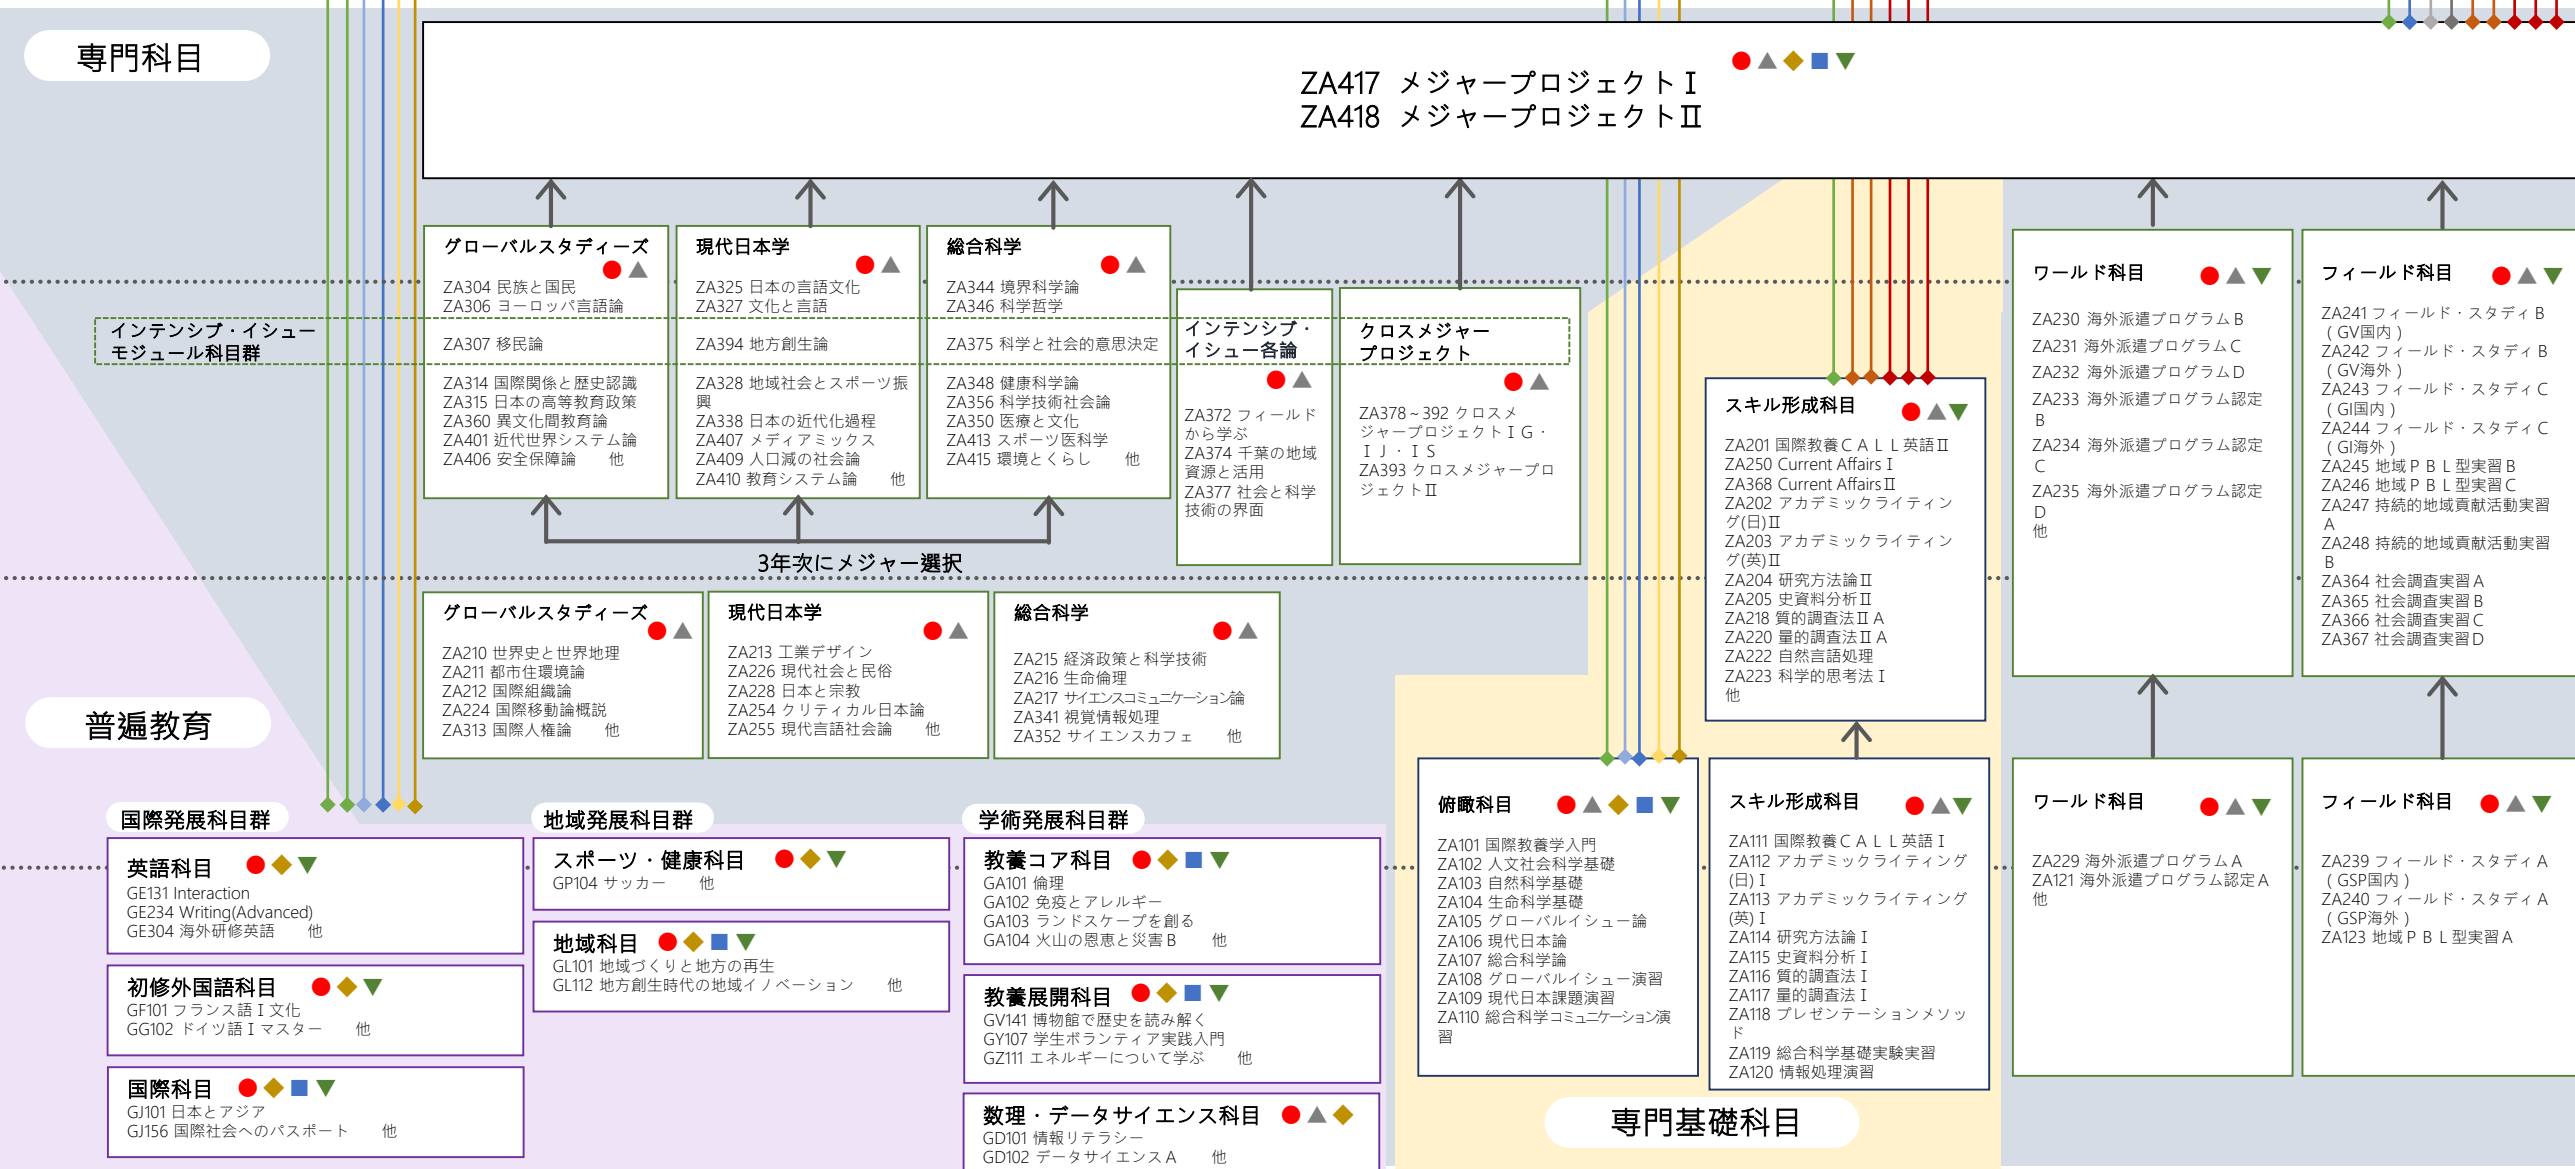 専門科目
ZA417 メジャープロジェクトⅠ
ZA418 メジャープロジェクトⅡ
グローバルスタディーズ
ZA304 民族と国民
ZA306 ヨーロッパ言語論
ZA307 移民論
ZA314 国際関係と歴史認識
ZA315 日本の高等教育政策
ZA360 異文化間教育論
ZA401 近代世界システム論
ZA406 安全保障論 他
現代日本学
ZA325 日本の言語文化
ZA327 文化と言語
ZA394 地方創生論
ZA328 地域社会とスポーツ振
興
ZA338 日本の近代化過程
ZA407 メディアミックス
ZA409 人口減の社会論
ZA410 教育システム論 他
総合科学
ZA344 境界科学論
ZA346 科学哲学
ZA375 科学と社会的意思決定
ZA348 健康科学論
ZA356 科学技術社会論
ZA350 医療と文化
ZA413 スポーツ医科学
ZA415 環境とくらし 他
インテンシブ・イシュー
モジュール科目群
インテンシブ・
イシュー各論
ZA372 フィールド
から学ぶ
ZA374 千葉の地域
資源と活用
ZA377 社会と科学
技術の界面
クロスメジャー
プロジェクト
ZA378～392 クロスメ
ジャープロジェクトＩＧ・
ＩＪ・ＩＳ
ZA393 クロスメジャープロ
ジェクトⅡ
スキル形成科目
ZA201 国際教養ＣＡＬＬ英語Ⅱ
ZA250 Current AffairsⅠ
ZA368 Current AffairsⅡ
ZA202 アカデミックライティン
グ(日)Ⅱ
ZA203 アカデミックライティン
グ(英)Ⅱ
ZA204 研究方法論Ⅱ
ZA205 史資料分析Ⅱ
ZA218 質的調査法ⅡＡ
ZA220 量的調査法ⅡＡ
ZA222 自然言語処理
ZA223 科学的思考法Ⅰ
他
ワールド科目
ZA230 海外派遣プログラムＢ
ZA231 海外派遣プログラムＣ
ZA232 海外派遣プログラムＤ
ZA233 海外派遣プログラム認定
Ｂ
ZA234 海外派遣プログラム認定
Ｃ
ZA235 海外派遣プログラム認定
Ｄ
他
フィールド科目
ZA241 フィールド・スタディＢ
（GV国内）
ZA242 フィールド・スタディＢ
（GV海外）
ZA243 フィールド・スタディＣ
（GI国内）
ZA244 フィールド・スタディＣ
（GI海外）
ZA245 地域ＰＢＬ型実習Ｂ
ZA246 地域ＰＢＬ型実習Ｃ
ZA247 持続的地域貢献活動実習
Ａ
ZA248 持続的地域貢献活動実習
Ｂ
ZA364 社会調査実習Ａ
ZA365 社会調査実習Ｂ
ZA366 社会調査実習Ｃ
ZA367 社会調査実習Ｄ
3年次にメジャー選択
グローバルスタディーズ
ZA210 世界史と世界地理
ZA211 都市住環境論
ZA212 国際組織論
ZA224 国際移動論概説
ZA313 国際人権論 他
現代日本学
ZA213 工業デザイン
ZA226 現代社会と民俗
ZA228 日本と宗教
ZA254 クリティカル日本論
ZA255 現代言語社会論 他
総合科学
ZA215 経済政策と科学技術
ZA216 生命倫理
ZA217 サイエンスコミュニケーション論
ZA341 視覚情報処理
ZA352 サイエンスカフェ 他
普遍教育
国際発展科目群
英語科目
GE131 Interaction
GE234 Writing(Advanced)
GE304 海外研修英語 他
初修外国語科目
GF101 フランス語Ⅰ文化
GG102 ドイツ語Ⅰマスター 他
国際科目
GJ101 日本とアジア
GJ156 国際社会へのパスポート 他
地域発展科目群
スポーツ・健康科目
GP104 サッカー 他
地域科目
GL101 地域づくりと地方の再生
GL112 地方創生時代の地域イノベーション 他
学術発展科目群
教養コア科目
GA101 倫理
GA102 免疫とアレルギー
GA103 ランドスケープを創る
GA104 火山の恩恵と災害Ｂ 他
教養展開科目
GV141 博物館で歴史を読み解く
GY107 学生ボランティア実践入門
GZ111 エネルギーについて学ぶ 他
数理・データサイエンス科目
GD101 情報リテラシー
GD102 データサイエンスＡ 他
俯瞰科目
ZA101 国際教養学入門
ZA102 人文社会科学基礎
ZA103 自然科学基礎
ZA104 生命科学基礎
ZA105 グローバルイシュー論
ZA106 現代日本論
ZA107 総合科学論
ZA108 グローバルイシュー演習
ZA109 現代日本課題演習
ZA110 総合科学コミュニケーション演
習
スキル形成科目
ZA111 国際教養ＣＡＬＬ英語Ⅰ
ZA112 アカデミックライティング
(日)Ⅰ
ZA113 アカデミックライティング
(英)Ⅰ
ZA114 研究方法論Ⅰ
ZA115 史資料分析Ⅰ
ZA116 質的調査法Ⅰ
ZA117 量的調査法Ⅰ
ZA118 プレゼンテーションメソッ
ド
ZA119 総合科学基礎実験実習
ZA120 情報処理演習
ワールド科目
ZA229 海外派遣プログラムＡ
ZA121 海外派遣プログラム認定Ａ
他
フィールド科目
ZA239 フィールド・スタディＡ
（GSP国内）
ZA240 フィールド・スタディＡ
（GSP海外）
ZA123 地域ＰＢＬ型実習Ａ
専門基礎科目